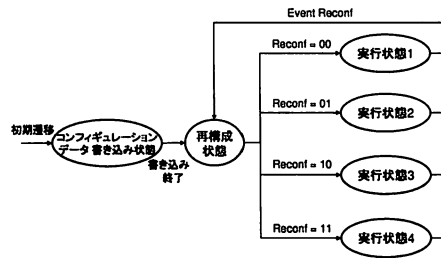 Event Reconf
Reconf = 00
実行状態1
Reconf = 01
実行状態2
初期遷移
コンフィギュレーション
データ 書き込み状態
再構成
状態
書き込み
終了
Reconf = 10
実行状態3
Reconf = 11
実行状態4